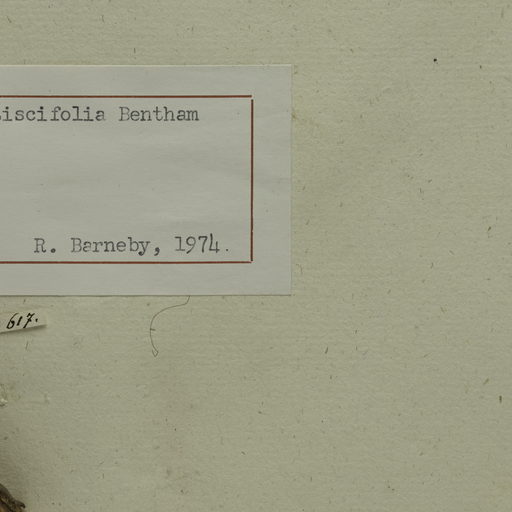 iscifolia Bentham
R. Barneby, 1974.
617.